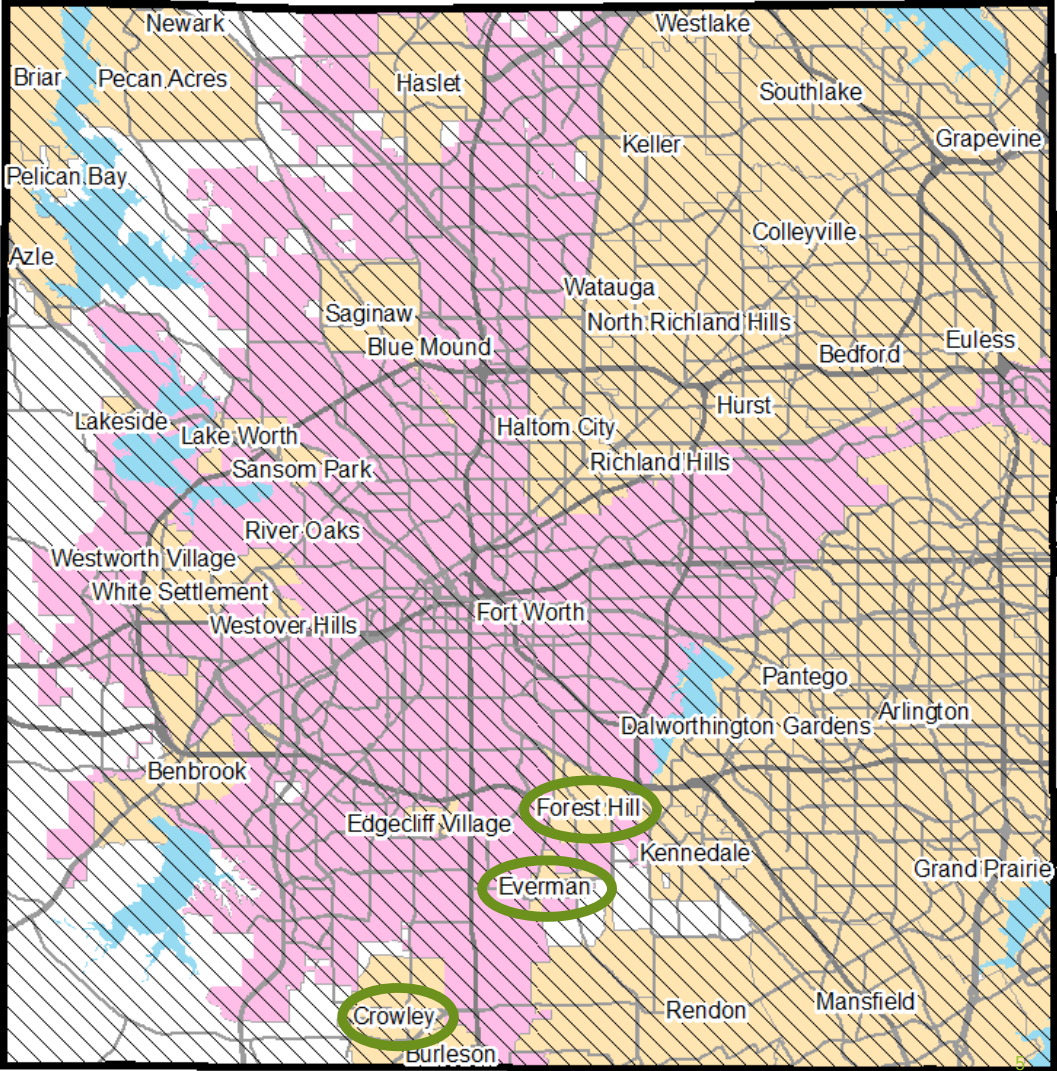 Newark
Westlake
Briar
Pecan Acres
Haslet
Southlake
Keller
Grapevine
Pelican Bay
Colleyville
Azle
Watauga
Saginaw
North Richland Hills
Blue Mound
Bedford
Euless
Hurst
Lakeside
Lake Worth
Haltom City
Sansom Park
Richland Hills
River Oaks
Westworth Village
White Settlement
Westover Hills
Fort Worth
Pantego
Dalworthington Gardens
Arlington
Benbrook
Forest Hill
Edgecliff Village
Kennedale
Grand Prairie
Everman
Crowley
Rendon
Mansfield
Burleson
5